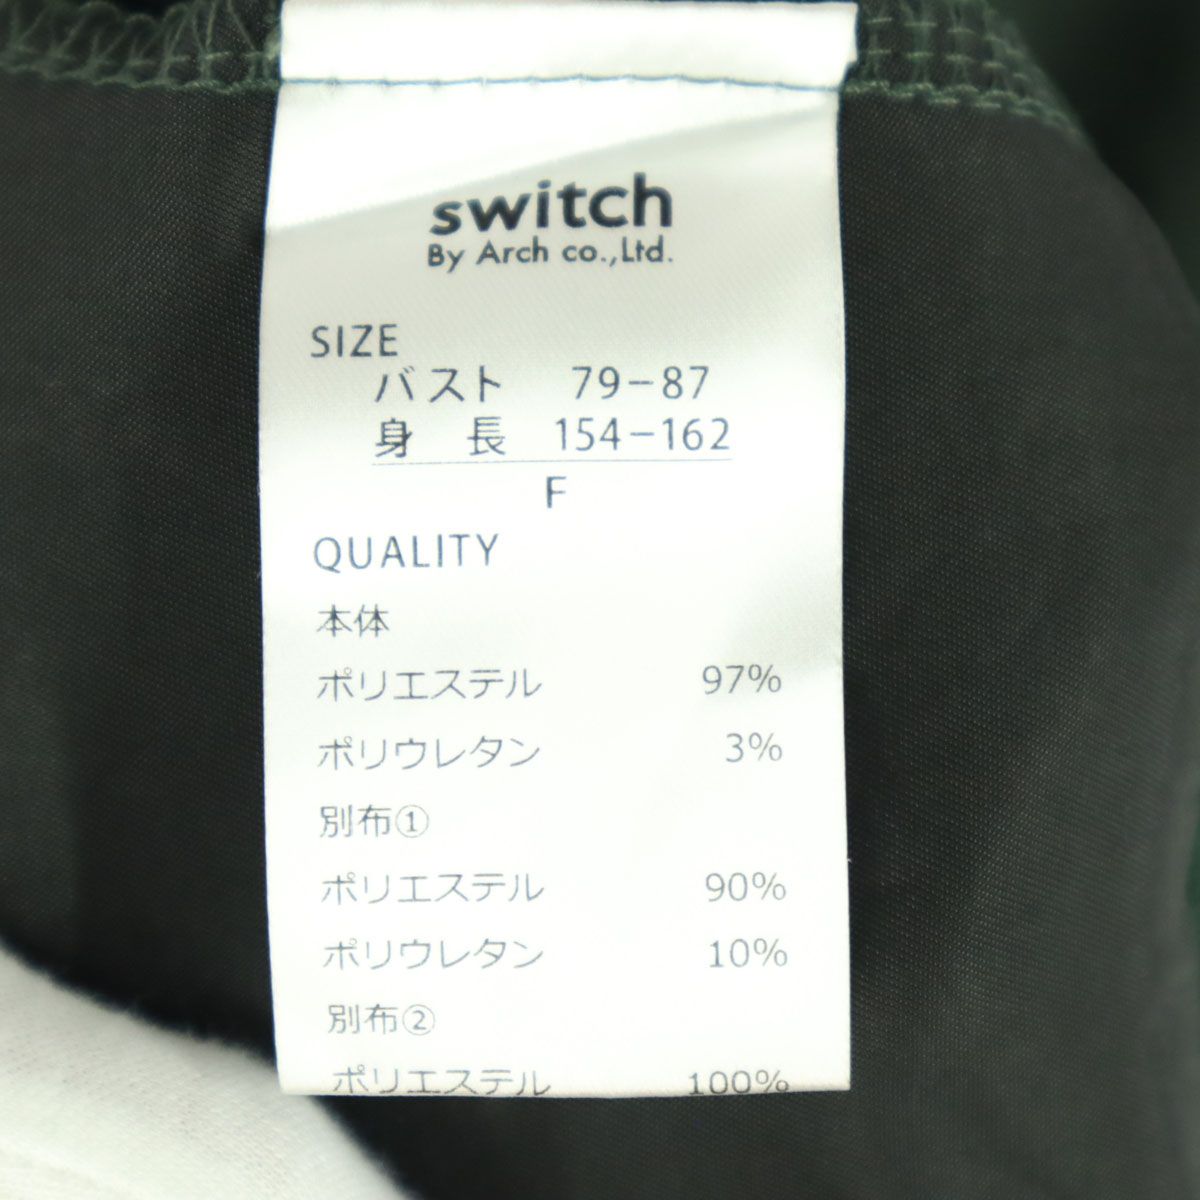 switch
By Arch co.,Ltd.
SIZE
バスト 79-87
身 長 154-162
F
QUALITY
本体
ポリエステル 97%
ポリウレタン 3%
別布①
ポリエステル 90%
ポリウレタン 10%
別布②
ポリエステル 100%